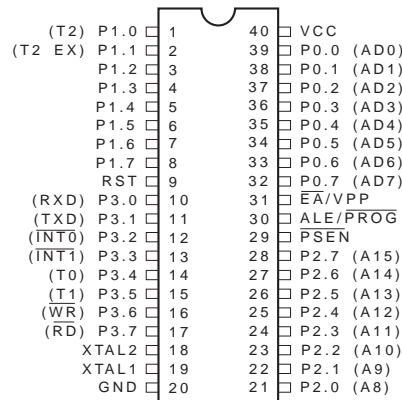 (T2) P1.0 1 40 VCC
(T2 EX) P1.1 2 39 P0.0 (AD0)
P1.2 3 38 P0.1 (AD1)
P1.3 4 37 P0.2 (AD2)
P1.4 5 36 P0.3 (AD3)
P1.5 6 35 P0.4 (AD4)
P1.6 7 34 P0.5 (AD5)
P1.7 8 33 P0.6 (AD6)
RST 9 32 P0.7 (AD7)
(RXD) P3.0 10 31 E̅A̅/VPP
(TXD) P3.1 11 30 ALE/P̅R̅O̅G̅
(I̅N̅T̅0̅) P3.2 12 29 P̅S̅E̅N̅
(I̅N̅T̅1̅) P3.3 13 28 P2.7 (A15)
(T0) P3.4 14 27 P2.6 (A14)
(T1) P3.5 15 26 P2.5 (A13)
(W̅R̅) P3.6 16 25 P2.4 (A12)
(R̅D̅) P3.7 17 24 P2.3 (A11)
XTAL2 18 23 P2.2 (A10)
XTAL1 19 22 P2.1 (A9)
GND 20 21 P2.0 (A8)